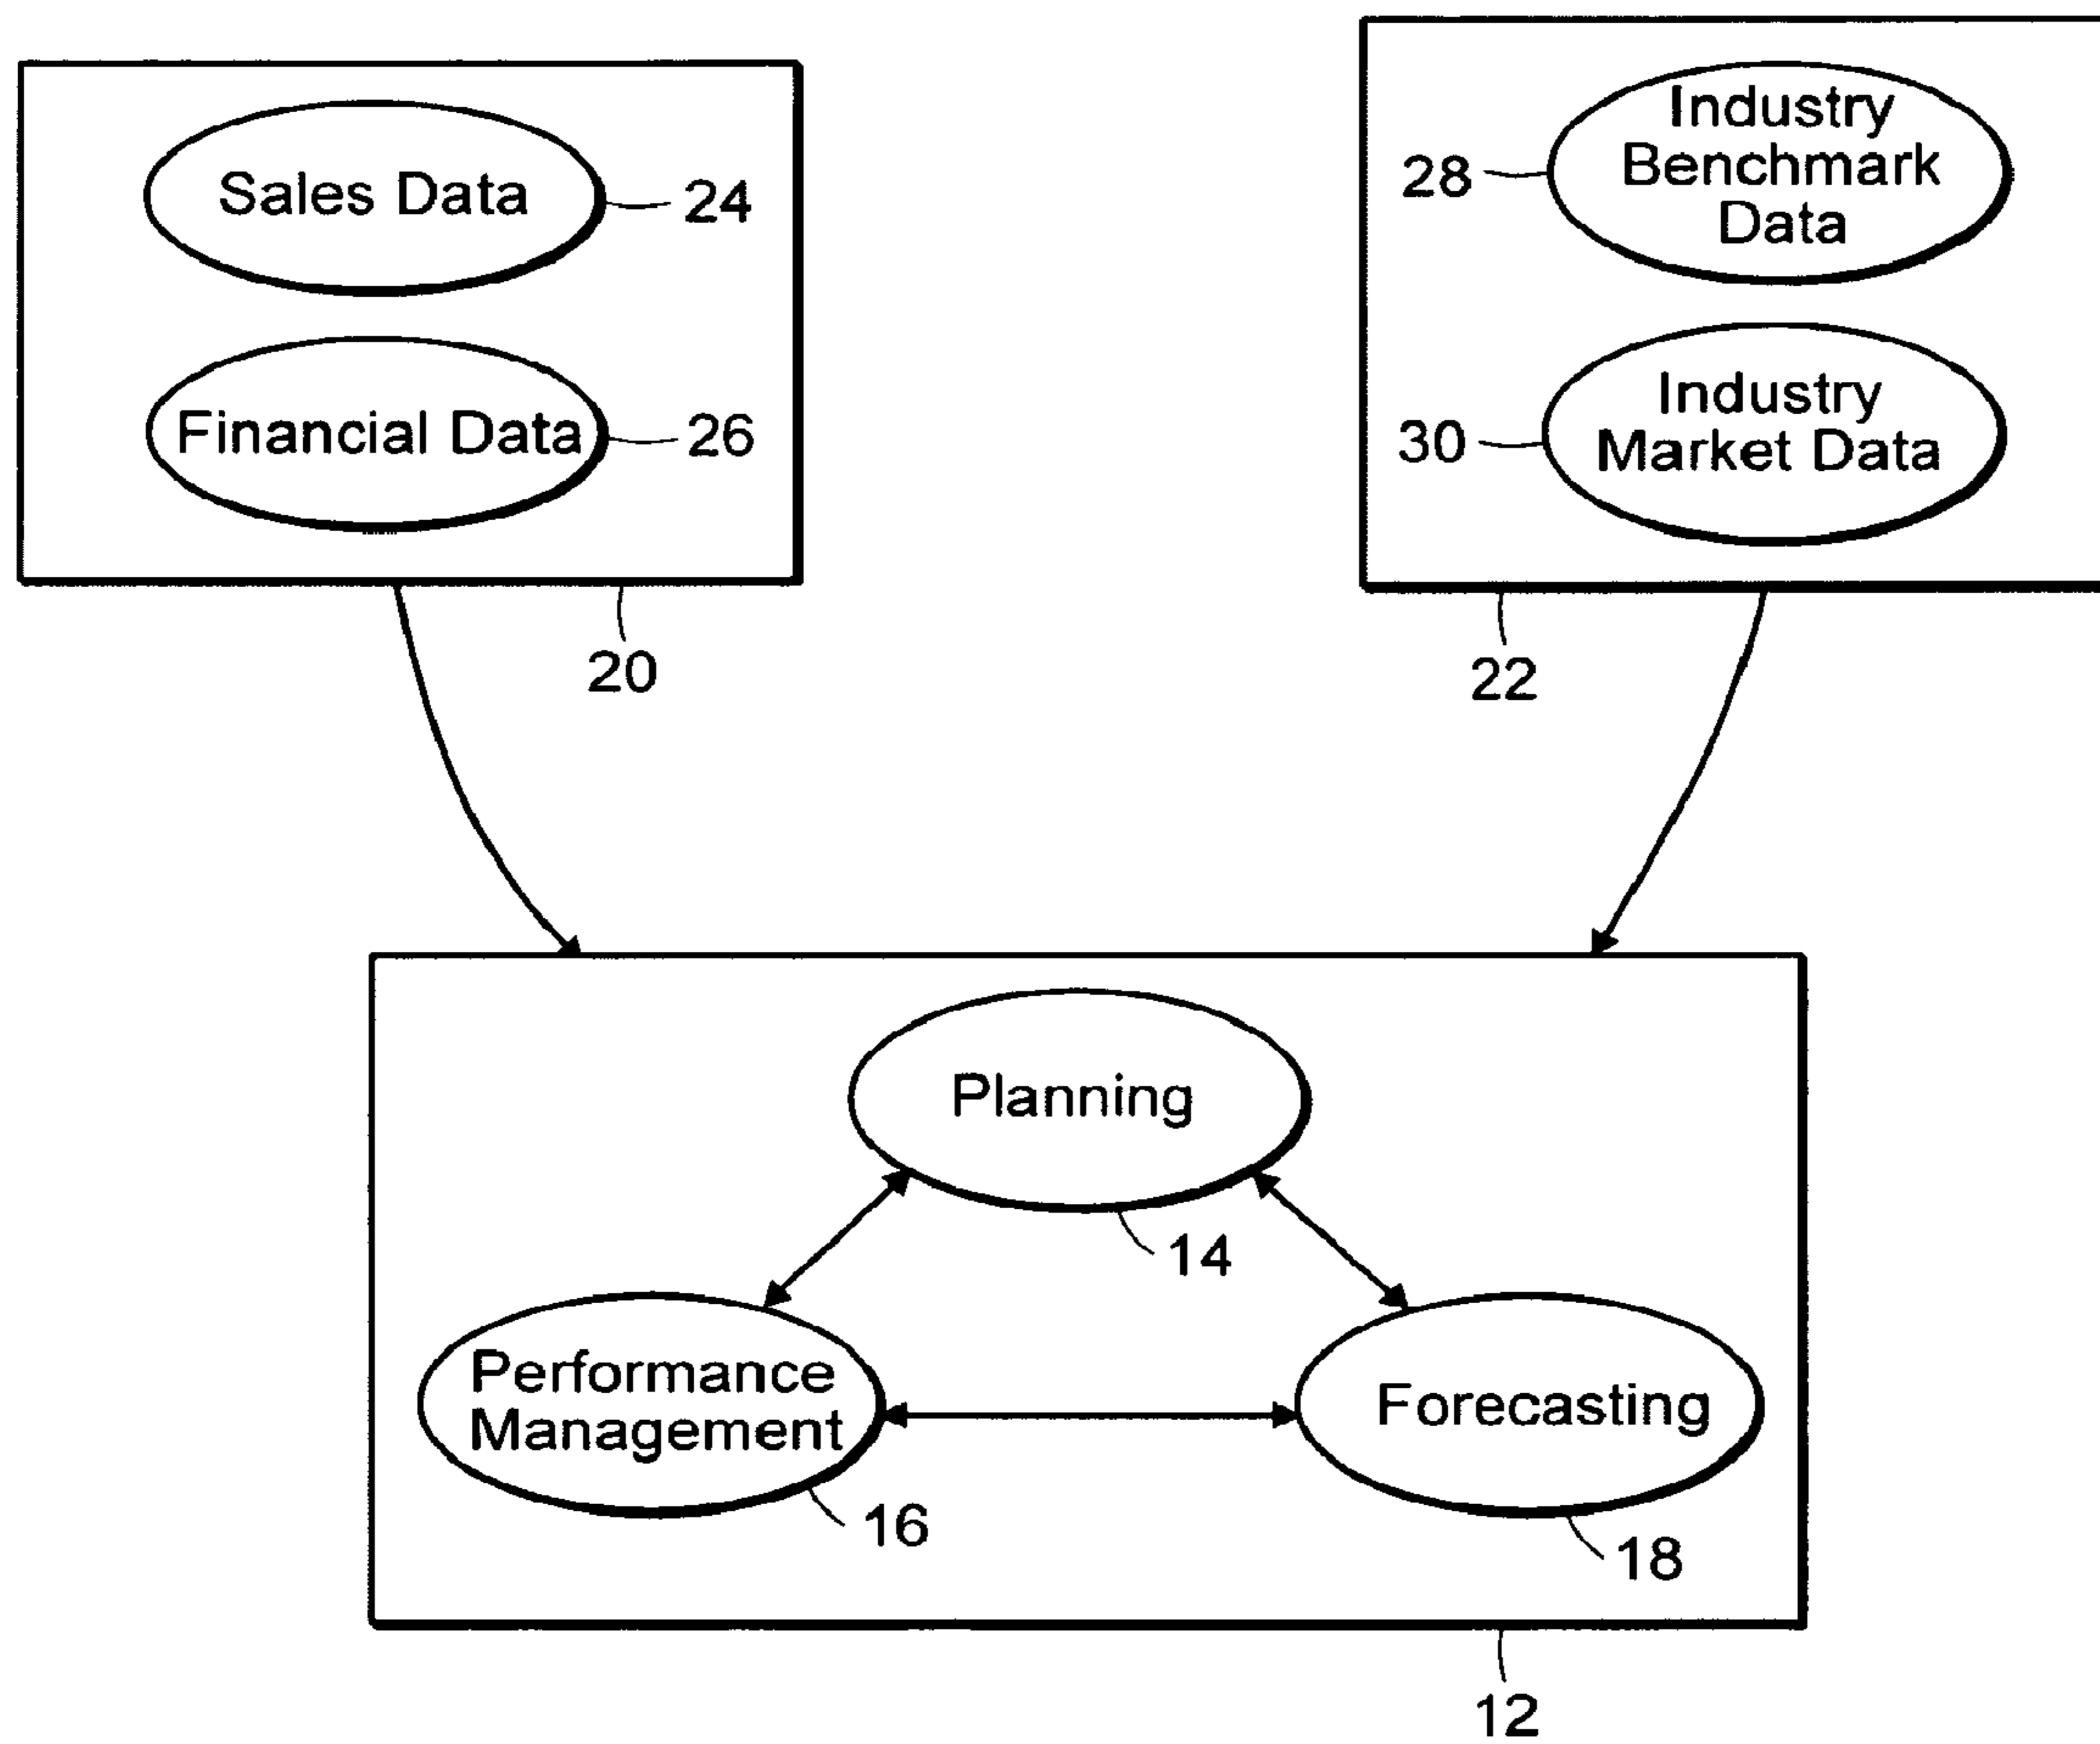 Sales Data
24
Financial Data
26
20
Industry
Benchmark
Data
28
Industry
Market Data
30
22
Planning
14
Performance
Management
16
Forecasting
18
12